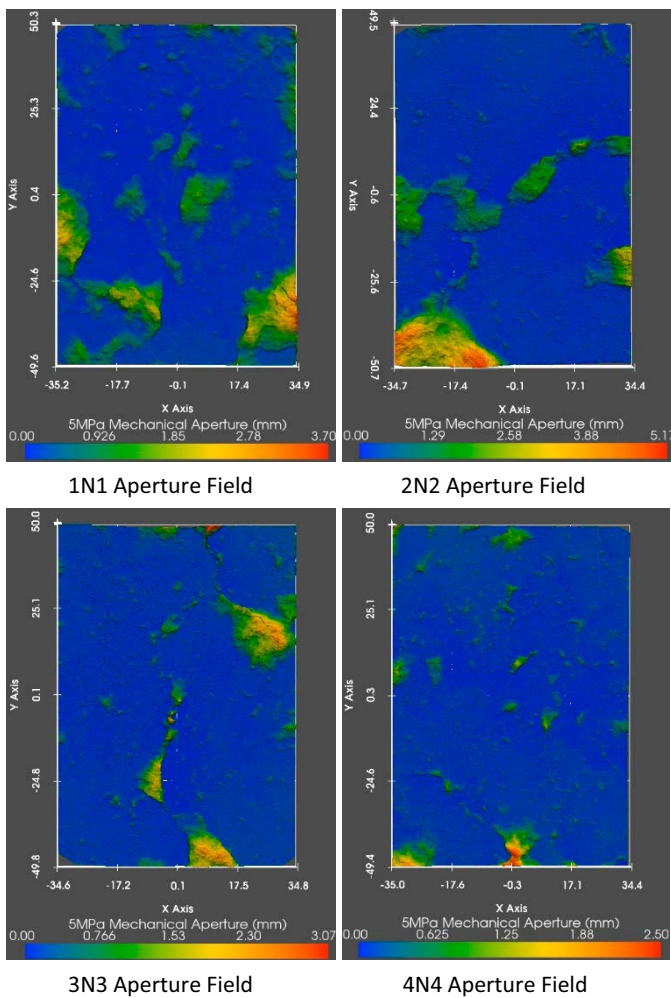 50.3
25.3
0.4
-24.6
-49.6
Y Axis
-35.2 -17.7 -0.1 17.4 34.9
X Axis
5MPa Mechanical Aperture (mm)
0.00 0.926 1.85 2.78 3.70
1N1 Aperture Field
49.5
24.4
-0.6
-25.6
-50.7
Y Axis
-34.7 -17.4 -0.1 17.1 34.4
X Axis
5MPa Mechanical Aperture (mm)
0.00 1.29 2.58 3.88 5.17
2N2 Aperture Field
50.0
25.1
0.1
-24.8
-49.8
Y Axis
-34.6 -17.2 0.1 17.5 34.8
X Axis
5MPa Mechanical Aperture (mm)
0.00 0.766 1.53 2.30 3.07
3N3 Aperture Field
50.0
25.1
0.3
-24.6
-49.4
Y Axis
-35.0 -17.6 -0.3 17.1 34.4
X Axis
5MPa Mechanical Aperture (mm)
0.00 0.625 1.25 1.88 2.50
4N4 Aperture Field